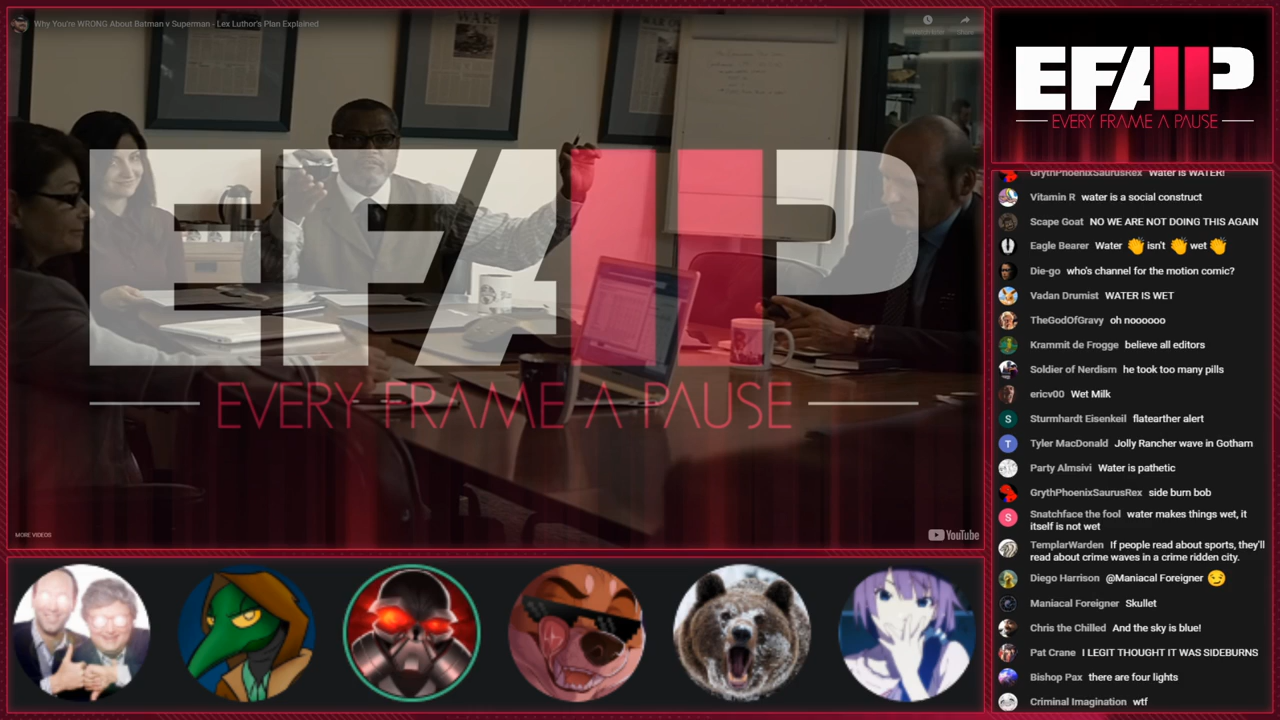 Why You're WRONG About Batman v Superman - Lex Luthor's Plan Explained
Watch later
Share
WAR!
EFAP
EVERY FRAME A PAUSE
MORE VIDEOS
YouTube
EFAP
EVERY FRAME A PAUSE
GrythPhoenixSaurusRex Water is WATER!
Vitamin R water is a social construct
Scape Goat NO WE ARE NOT DOING THIS AGAIN
Eagle Bearer Water 👏 isn't 👏 wet 👏
Die-go who's channel for the motion comic?
Vadan Drumist WATER IS WET
TheGodOfGravy oh noooooo
Krammit de Frogge believe all editors
Soldier of Nerdism he took too many pills
ericv00 Wet Milk
S Sturmhardt Eisenkeil flatearther alert
T Tyler MacDonald Jolly Rancher wave in Gotham
Party Almsivi Water is pathetic
GrythPhoenixSaurusRex side burn bob
S Snatchface the fool water makes things wet, it
itself is not wet
TemplarWarden If people read about sports, they'll
read about crime waves in a crime ridden city.
Diego Harrison @Maniacal Foreigner 😏
Maniacal Foreigner Skullet
Chris the Chilled And the sky is blue!
Pat Crane I LEGIT THOUGHT IT WAS SIDEBURNS
Bishop Pax there are four lights
Criminal Imagination wtf